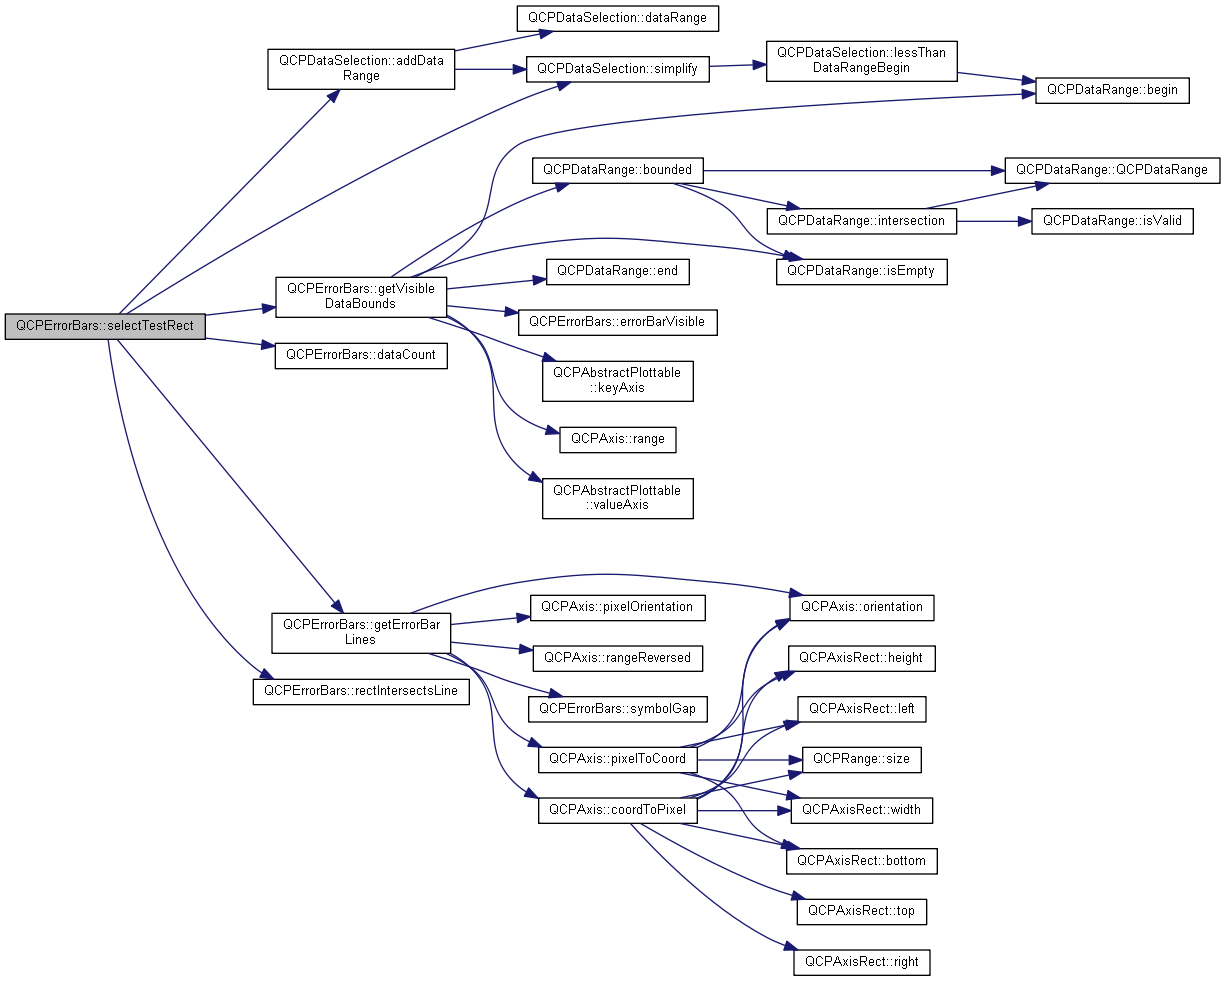 QCPDataSelection::dataRange
QCPDataSelection::addData
Range
QCPDataSelection::simplify
QCPDataSelection::lessThan
DataRangeBegin
QCPDataRange::begin
QCPDataRange::bounded
QCPDataRange::QCPDataRange
QCPDataRange::intersection
QCPDataRange::isValid
QCPDataRange::isEmpty
QCPErrorBars::getVisible
DataBounds
QCPDataRange::end
QCPErrorBars::errorBarVisible
QCPErrorBars::selectTestRect
QCPErrorBars::dataCount
QCPAbstractPlottable
::keyAxis
QCPAxis::range
QCPAbstractPlottable
::valueAxis
QCPErrorBars::getErrorBar
Lines
QCPErrorBars::rectIntersectsLine
QCPAxis::pixelOrientation
QCPAxis::orientation
QCPAxis::rangeReversed
QCPAxisRect::height
QCPErrorBars::symbolGap
QCPAxisRect::left
QCPAxis::pixelToCoord
QCPRange::size
QCPAxis::coordToPixel
QCPAxisRect::width
QCPAxisRect::bottom
QCPAxisRect::top
QCPAxisRect::right